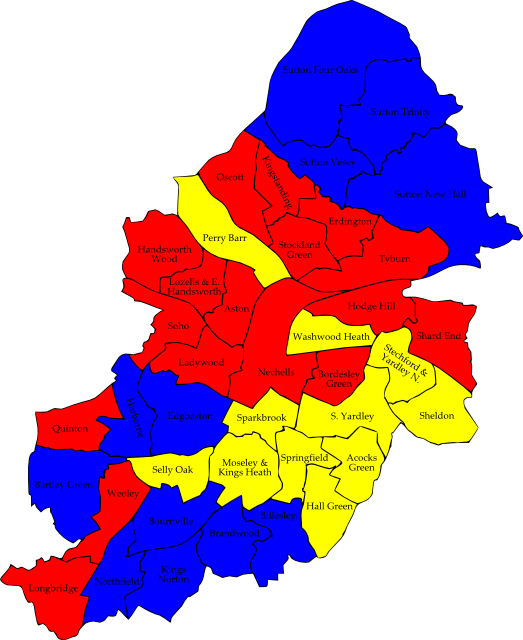 Sutton Four Oaks
Sutton Trinity
Sutton Vesey
Sutton New Hall
Kingstanding
Oscott
Erdington
Perry Barr
Stockland
Green
Tyburn
Handsworth
Wood
Lozells & E.
Handsworth
Aston
Hodge Hill
Soho
Washwood Heath
Shard End
Stechford &
Yardley N.
Ladywood
Nechells
Bordesley
Green
Harborne
Edgbaston
Sparkbrook
S. Yardley
Sheldon
Quinton
Springfield
Acocks
Green
Selly Oak
Moseley &
Kings Heath
Bartley Green
Weoley
Hall Green
Bournville
Billesley
Brandwood
Longbridge
Northfield
Kings
Norton